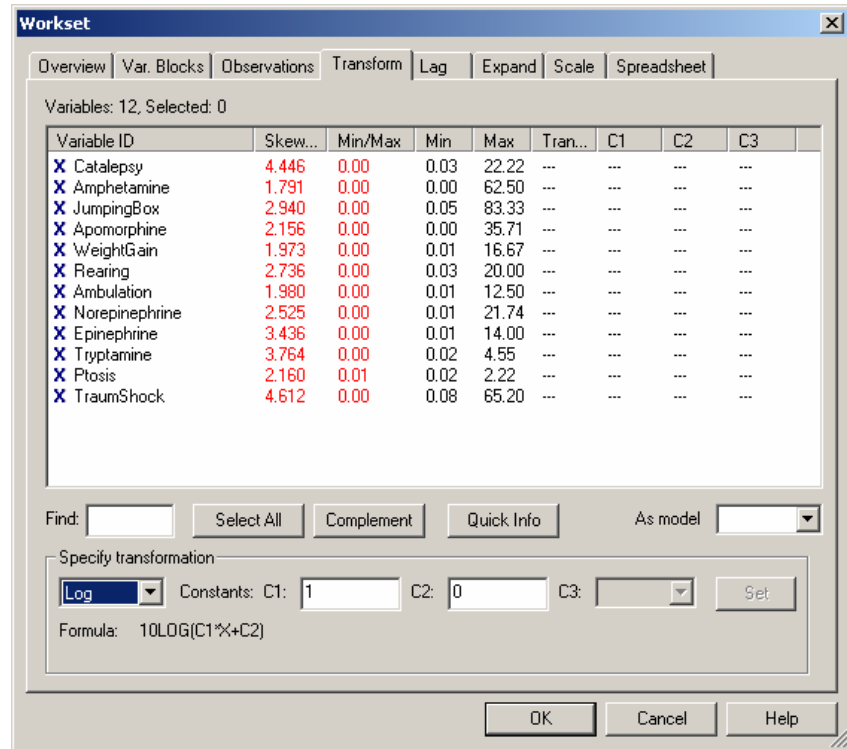 Workset
Overview Var. Blocks Observations Transform Lag Expand Scale Spreadsheet
Variables: 12, Selected: 0
Variable ID Skew... Min/Max Min Max Tran... C1 C2 C3
X Catalepsy 4.446 0.00 0.03 22.22 --- --- --- ---
X Amphetamine 1.791 0.00 0.00 62.50 --- --- --- ---
X JumpingBox 2.940 0.00 0.05 83.33 --- --- --- ---
X Apomorphine 2.156 0.00 0.00 35.71 --- --- --- ---
X WeightGain 1.973 0.00 0.01 16.67 --- --- --- ---
X Rearing 2.736 0.00 0.03 20.00 --- --- --- ---
X Ambulation 1.980 0.00 0.01 12.50 --- --- --- ---
X Norepinephrine 2.525 0.00 0.01 21.74 --- --- --- ---
X Epinephrine 3.436 0.00 0.01 14.00 --- --- --- ---
X Tryptamine 3.764 0.00 0.02 4.55 --- --- --- ---
X Ptosis 2.160 0.01 0.02 2.22 --- --- --- ---
X TraumShock 4.612 0.00 0.08 65.20 --- --- --- ---
Find: Select All Complement Quick Info As model
Specify transformation
Log Constants: C1: 1 C2: 0 C3: Set
Formula: 10LOG(C1*X+C2)
OK Cancel Help